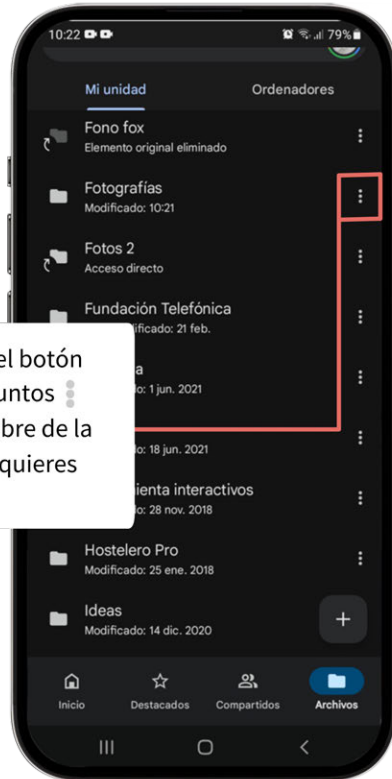 10:22
79%
Mi unidad
Ordenadores
Fono fox
Elemento original eliminado
Fotografías
Modificado: 10:21
Fotos 2
Acceso directo
Fundación Telefónica
ificado: 21 feb.
a
lo: 1 jun. 2021
lo: 18 jun. 2021
ienta interactivos
lo: 28 nov. 2018
el botón
untos
bre de la
quieres
Hostelero Pro
Modificado: 25 ene. 2018
Ideas
Modificado: 14 dic. 2020
+
Inicio
Destacados
Compartidos
Archivos